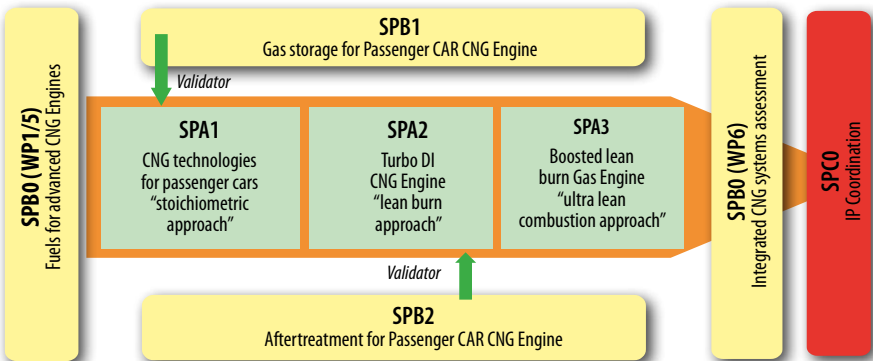 SPB0 (WP1/5)
Fuels for advanced CNG Engines
SPB1
Gas storage for Passenger CAR CNG Engine
Validator
SPA1
CNG technologies
for passenger cars
“stoichiometric
approach”
SPA2
Turbo DI
CNG Engine
“lean burn
approach”
SPA3
Boosted lean
burn Gas Engine
“ultra lean
combustion approach”
Validator
SPB2
Aftertreatment for Passenger CAR CNG Engine
SPB0 (WP6)
Integrated CNG systems assessment
SPC0
IP Coordination